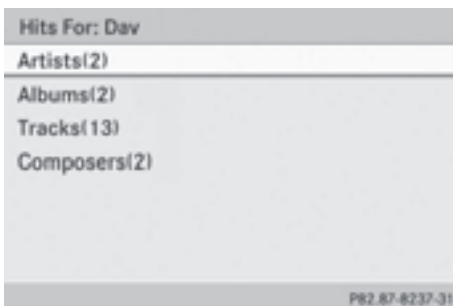 Hits For: Dav
Artists(2)
Albums(2)
Tracks(13)
Composers(2)
P82.87-8237-31